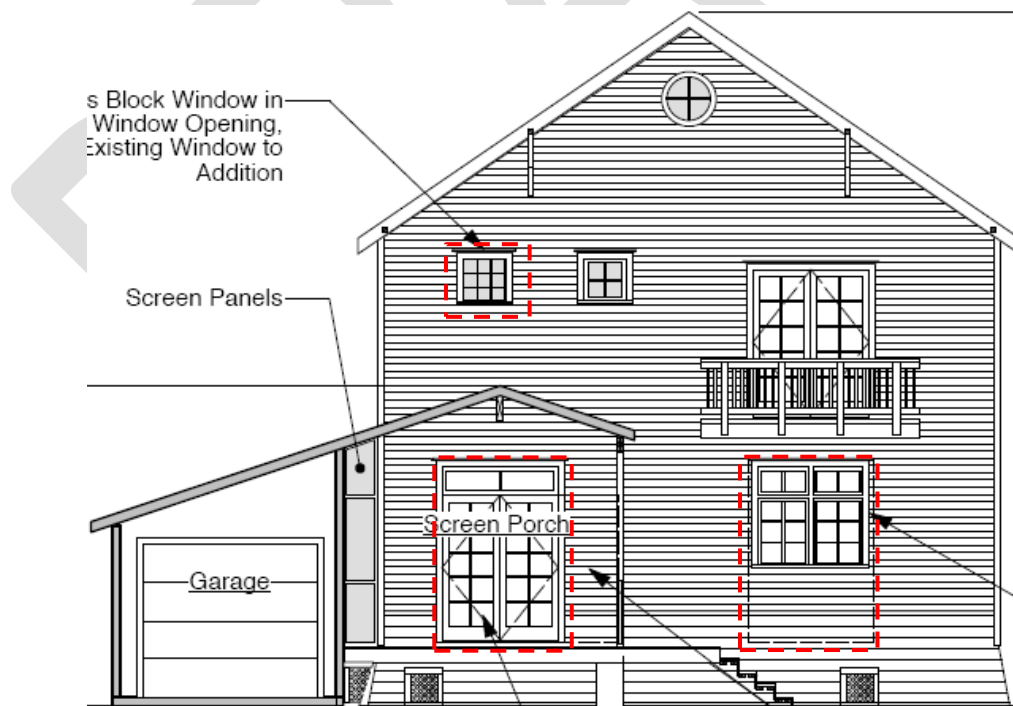 s Block Window in
Window Opening,
Existing Window to
Addition
Screen Panels
Screen Porch
Garage